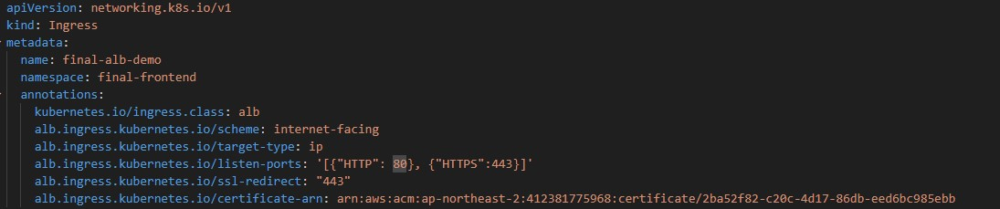 apiVersion: networking.k8s.io/v1
kind: Ingress
metadata:
  name: final-alb-demo
  namespace: final-frontend
  annotations:
    kubernetes.io/ingress.class: alb
    alb.ingress.kubernetes.io/scheme: internet-facing
    alb.ingress.kubernetes.io/target-type: ip
    alb.ingress.kubernetes.io/listen-ports: '[{"HTTP": 80}, {"HTTPS":443}]'
    alb.ingress.kubernetes.io/ssl-redirect: "443"
    alb.ingress.kubernetes.io/certificate-arn: arn:aws:acm:ap-northeast-2:412381775968:certificate/2ba52f82-c20c-4d17-86db-eed6bc985ebb